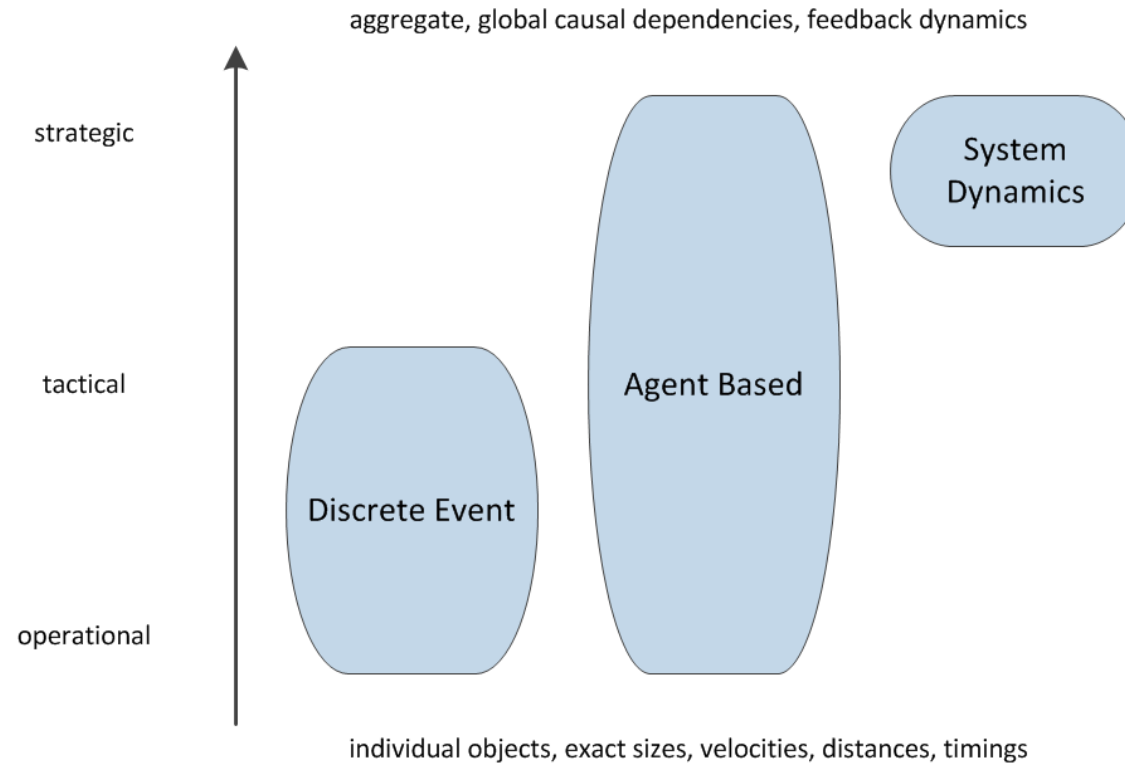 aggregate, global causal dependencies, feedback dynamics
strategic
System
Dynamics
tactical
Agent Based
Discrete Event
operational
individual objects, exact sizes, velocities, distances, timings